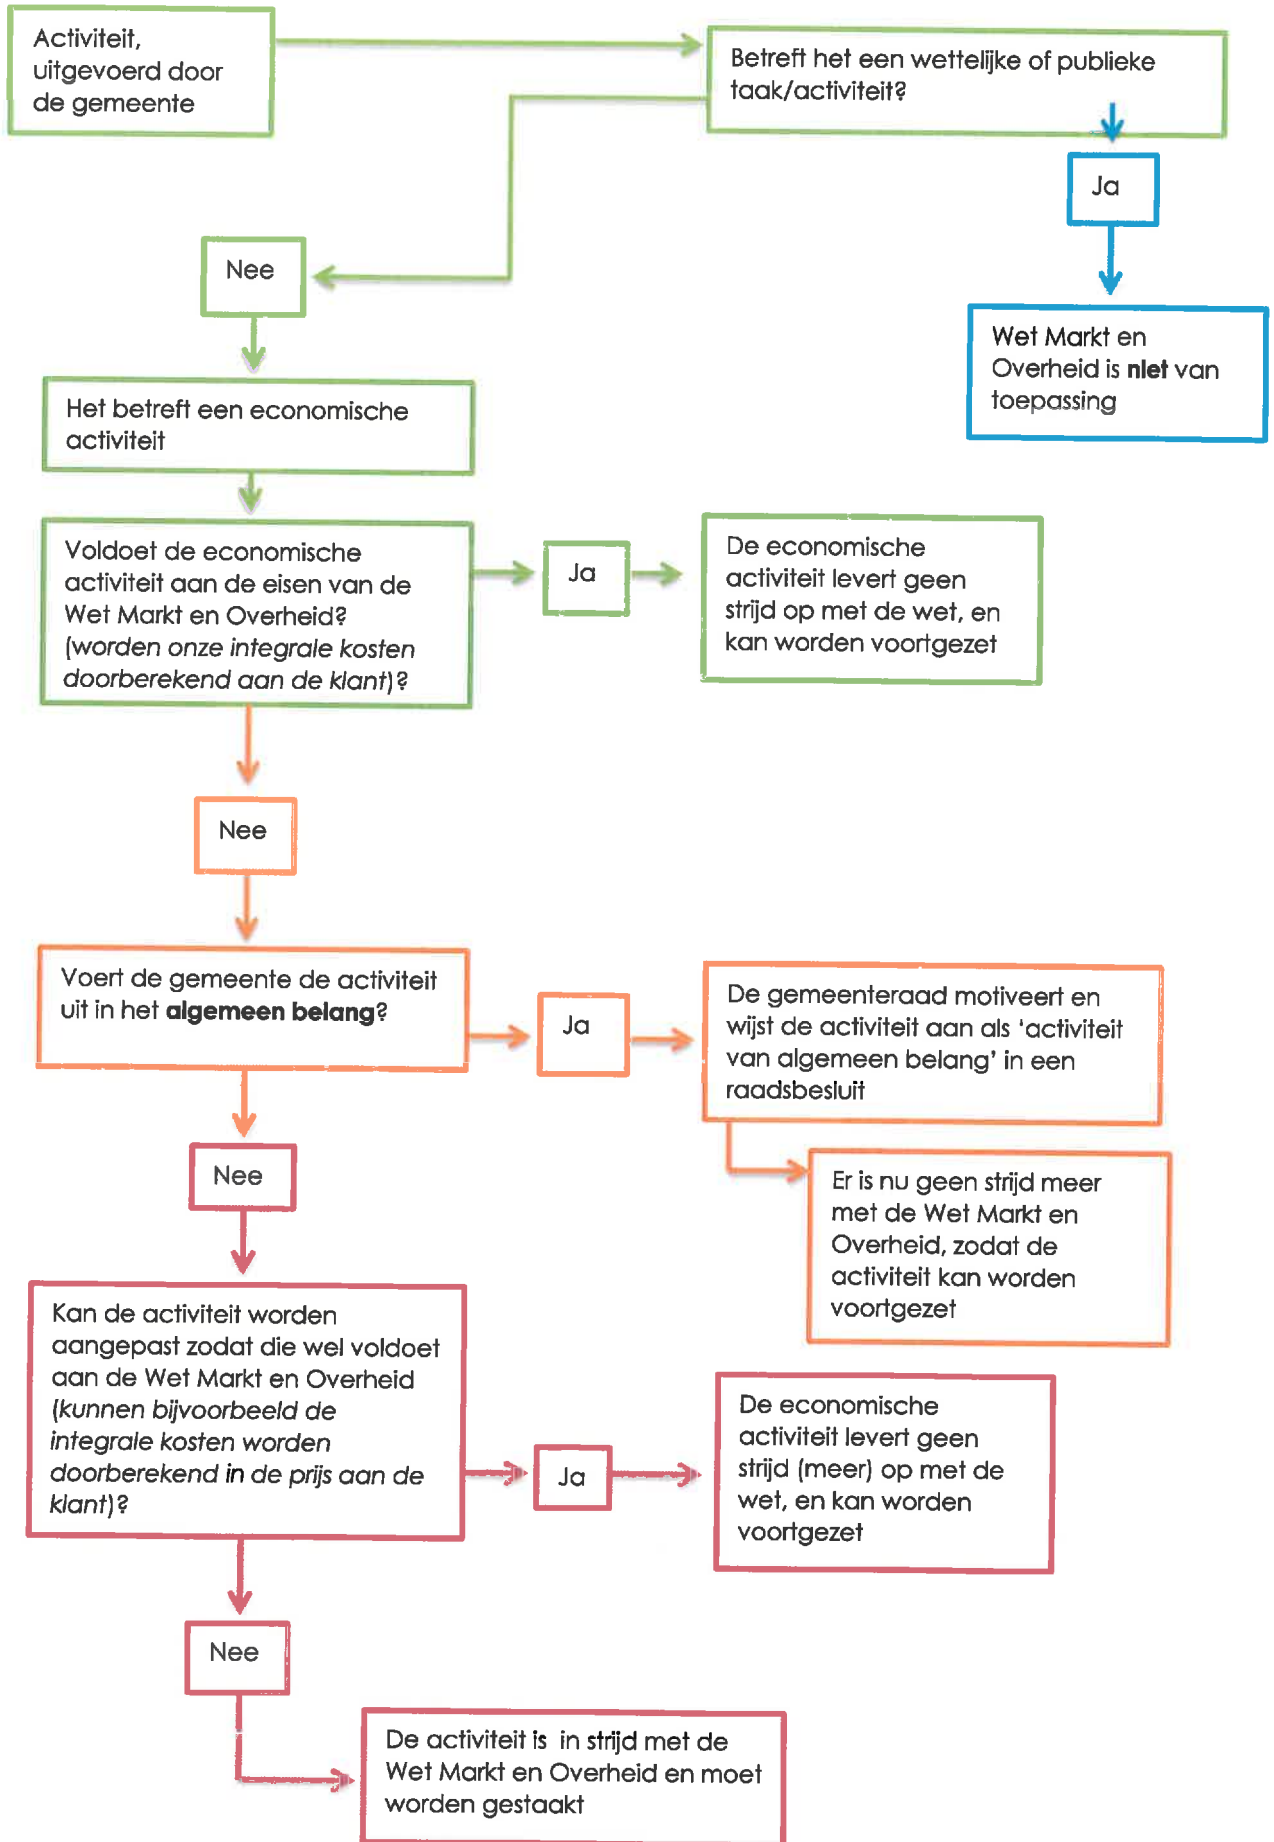 Activiteit,
uitgevoerd door
de gemeente
Betreft het een wettelijke of publieke
taak/activiteit?
Ja
Nee
Wet Markt en
Overheid is niet van
toepassing
Het betreft een economische
activiteit
Voldoet de economische
activiteit aan de eisen van de
Wet Markt en Overheid?
(worden onze integrale kosten
doorberekend aan de klant)?
Ja
De economische
activiteit levert geen
strijd op met de wet, en
kan worden voortgezet
Nee
Voert de gemeente de activiteit
uit in het algemeen belang?
Ja
De gemeenteraad motiveert en
wijst de activiteit aan als 'activiteit
van algemeen belang' in een
raadsbesluit
Nee
Er is nu geen strijd meer
met de Wet Markt en
Overheid, zodat de
activiteit kan worden
voortgezet
Kan de activiteit worden
aangepast zodat die wel voldoet
aan de Wet Markt en Overheid
(kunnen bijvoorbeeld de
integrale kosten worden
doorberekend in de prijs aan de
klant)?
Ja
De economische
activiteit levert geen
strijd (meer) op met de
wet, en kan worden
voortgezet
Nee
De activiteit is in strijd met de
Wet Markt en Overheid en moet
worden gestaakt